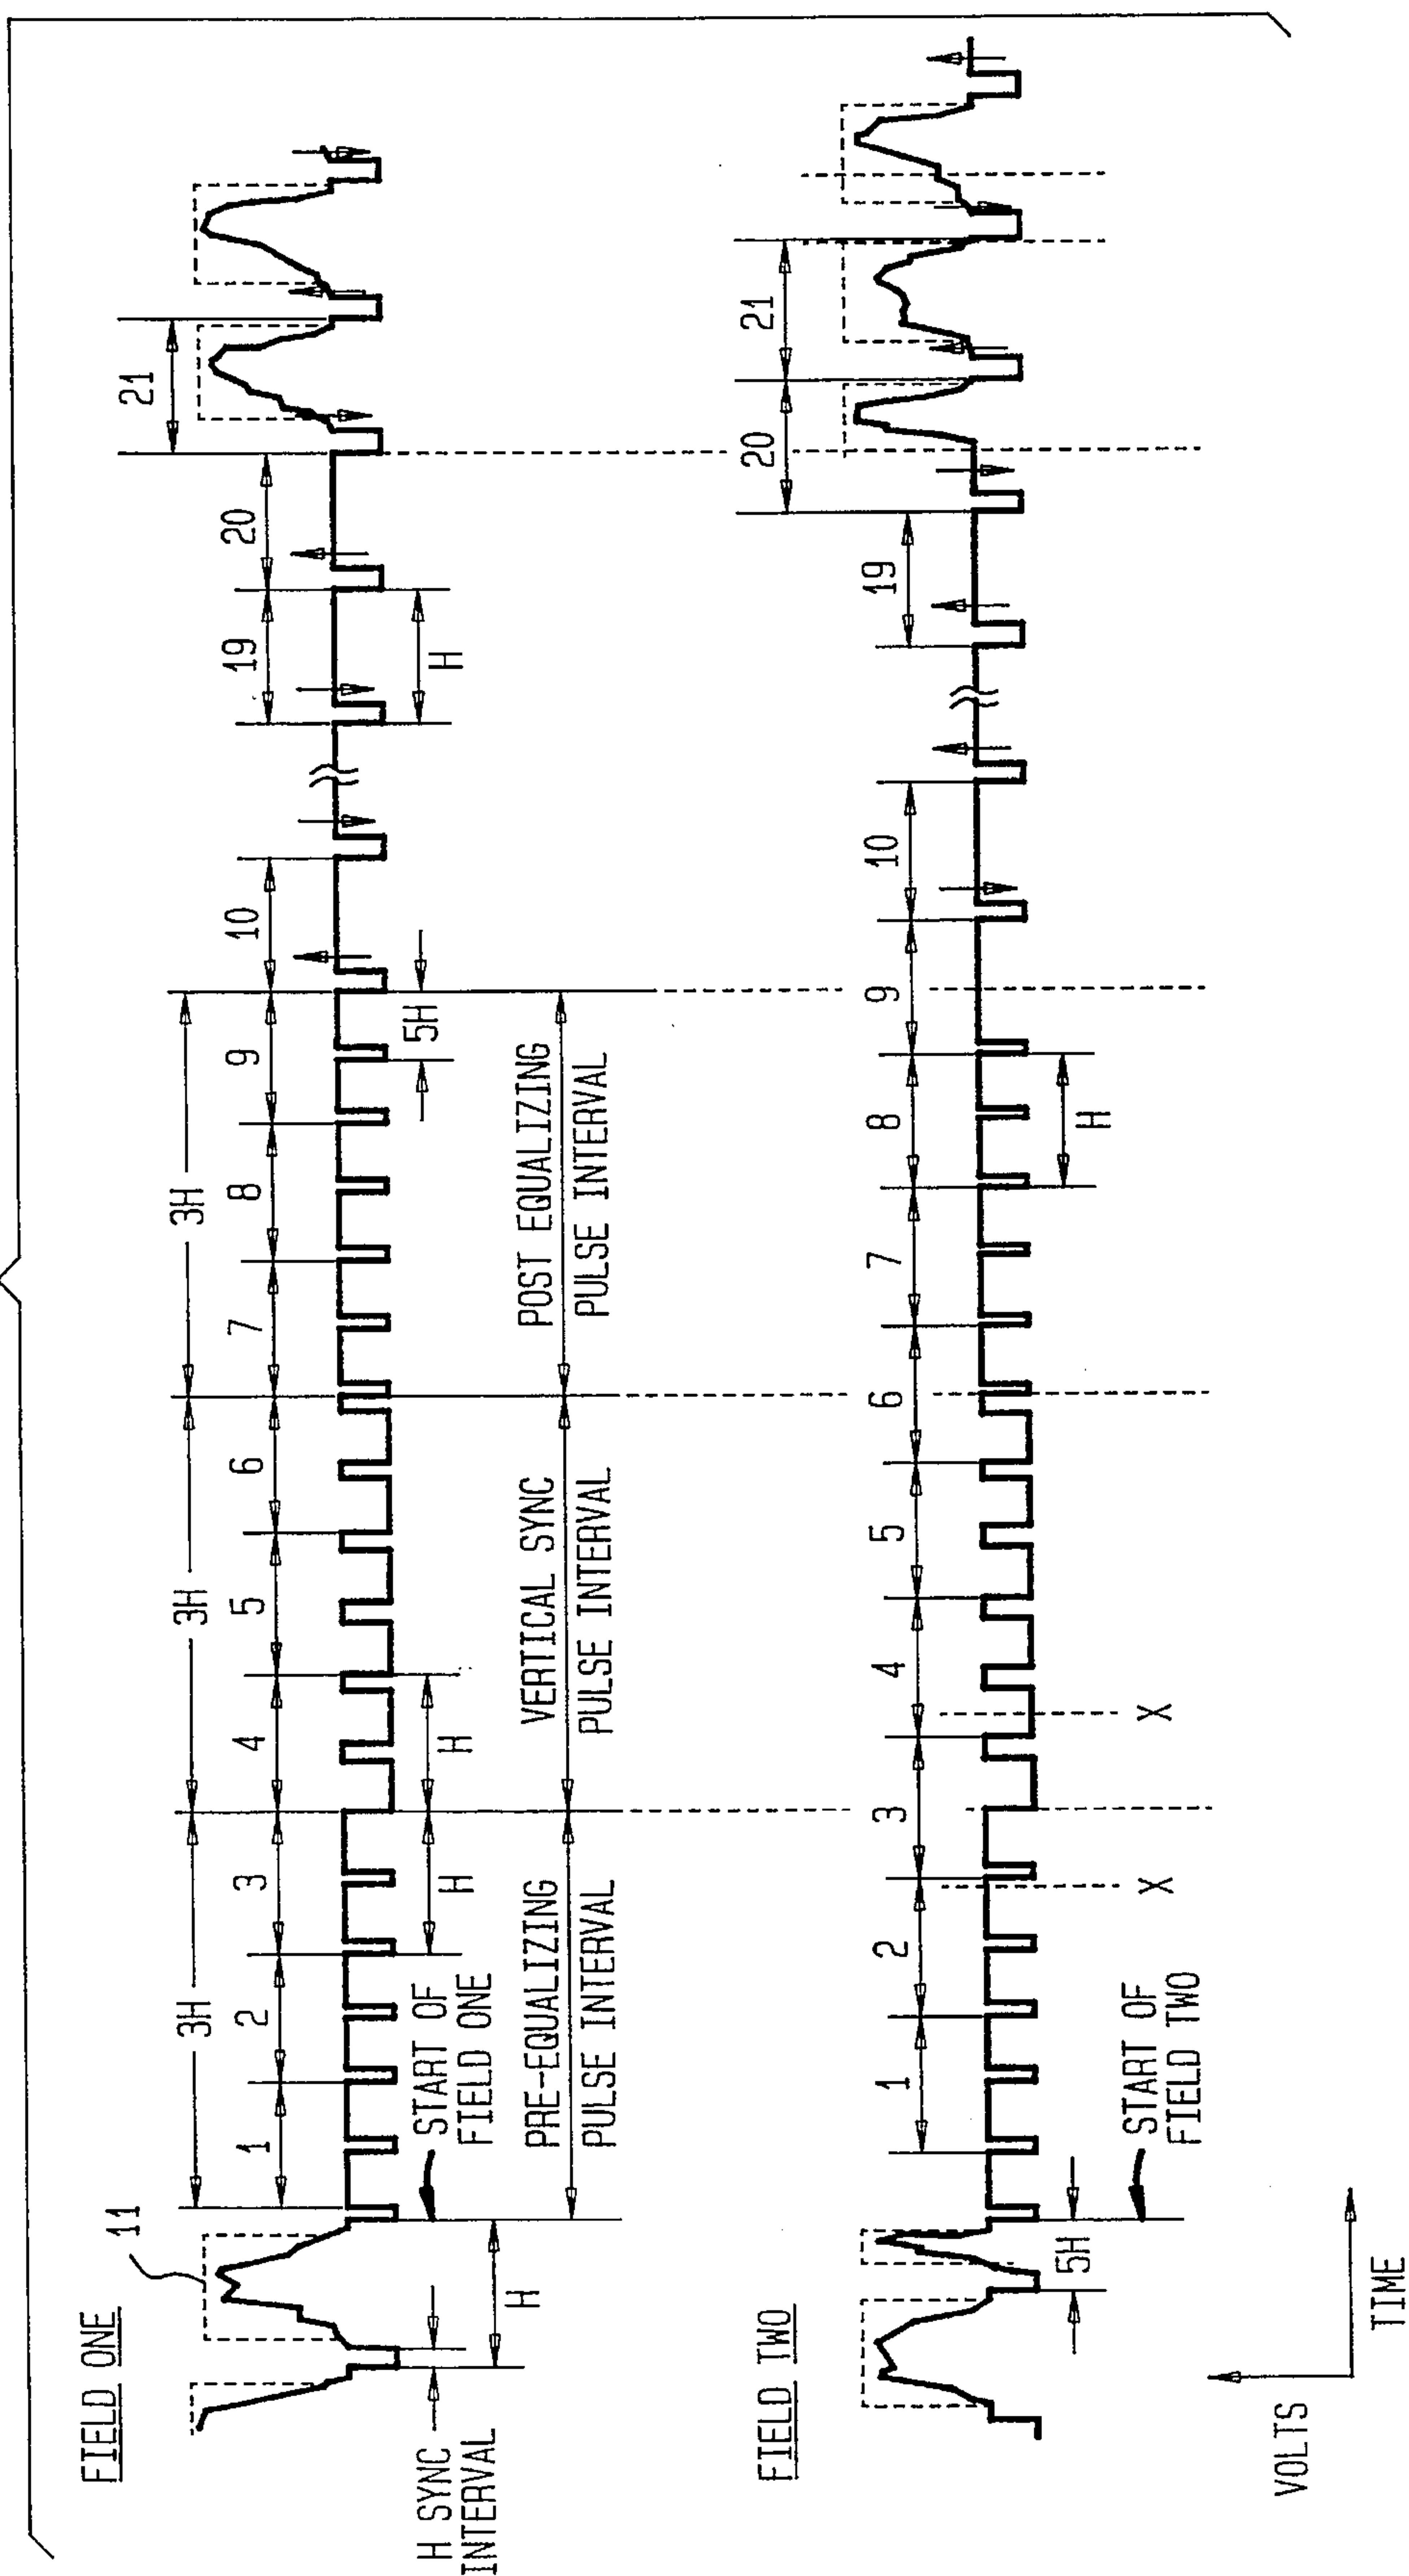 FIELD ONE
11
3H
3H
3H
1
2
3
4
5
6
7
8
9
10
19
20
21
H SYNC
INTERVAL
H
START OF
FIELD ONE
H
H
5H
H
PRE-EQUALIZING
PULSE INTERVAL
VERTICAL SYNC
PULSE INTERVAL
POST EQUALIZING
PULSE INTERVAL
FIELD TWO
1
2
3
4
5
6
7
8
9
10
19
20
21
5H
START OF
FIELD TWO
X
X
H
VOLTS
TIME